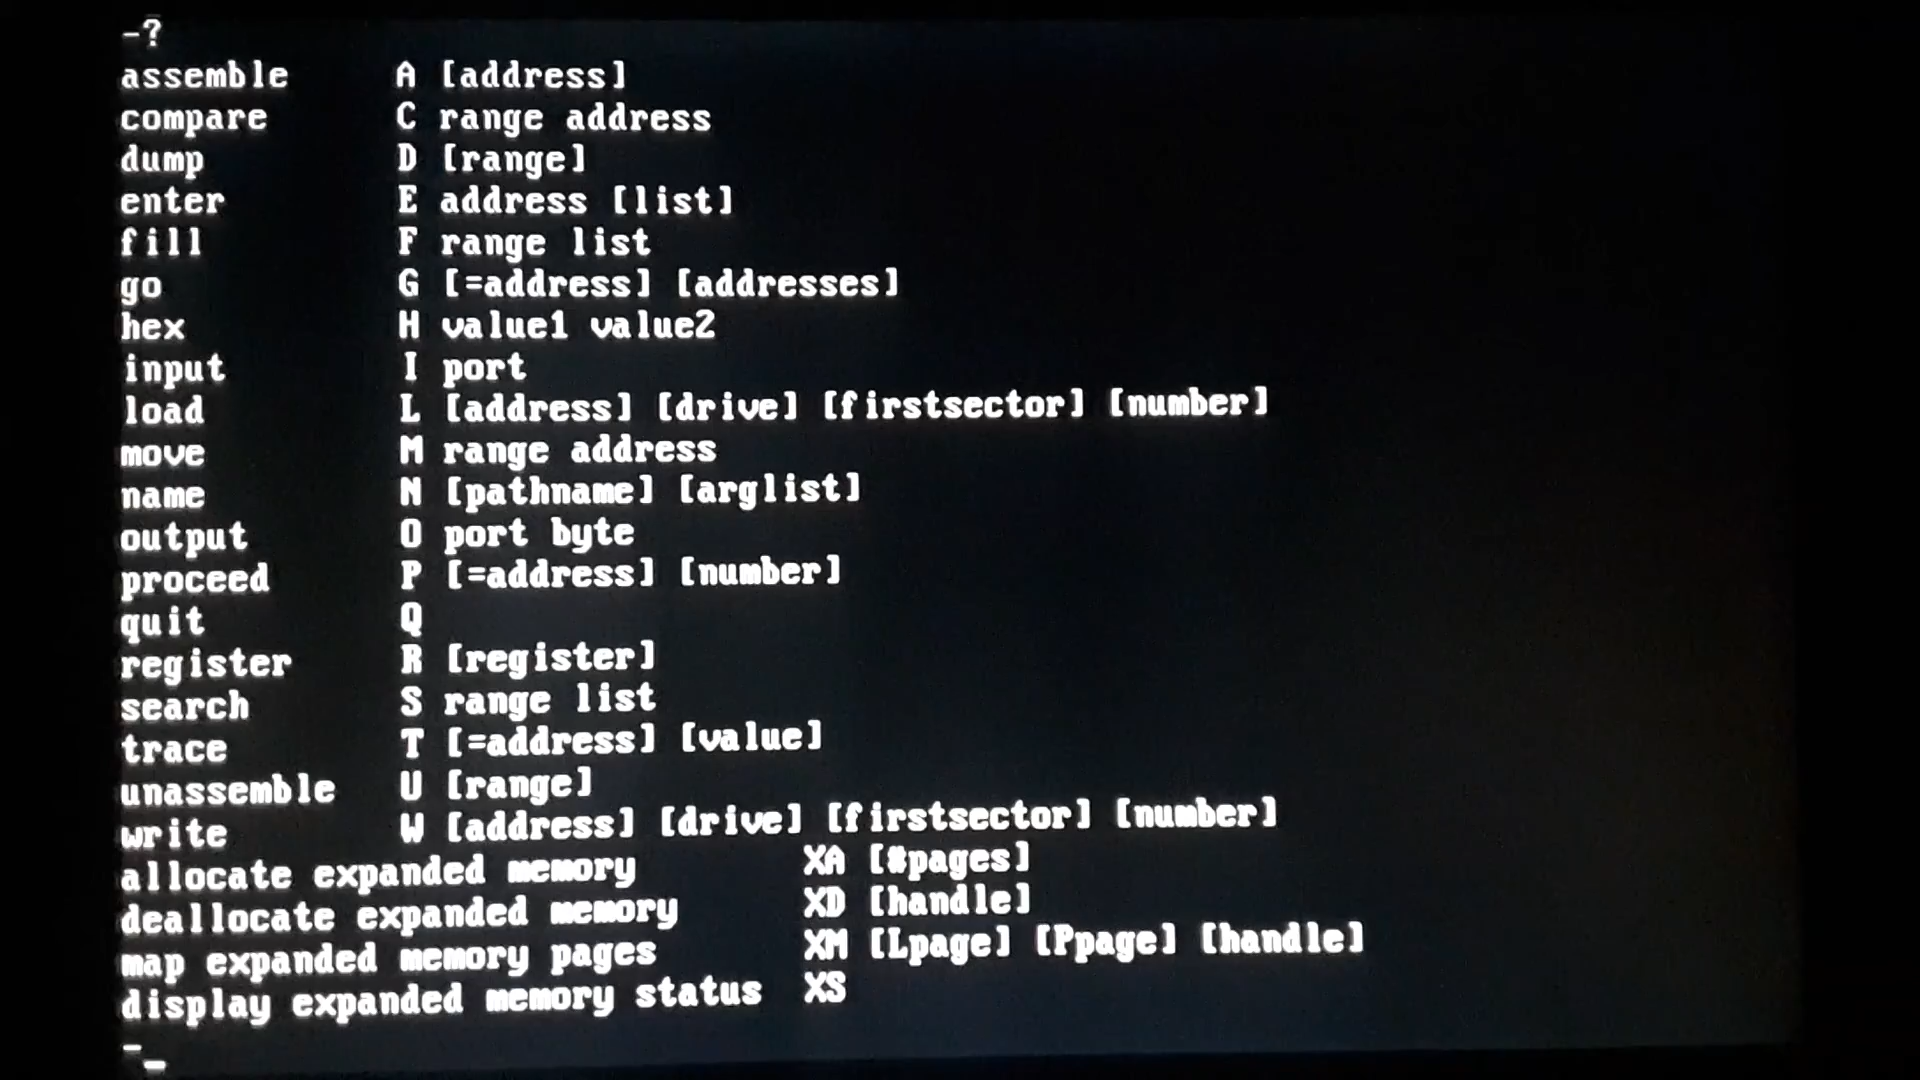 -?
assemble A [address]
compare C range address
dump D [range]
enter E address [list]
fill F range list
go G [=address] [addresses]
hex H value1 value2
input I port
load L [address] [drive] [firstsector] [number]
move M range address
name N [pathname] [arglist]
output O port byte
proceed P [=address] [number]
quit Q
register R [register]
search S range list
trace T [=address] [value]
unassemble U [range]
write W [address] [drive] [firstsector] [number]
allocate expanded memory XA [#pages]
deallocate expanded memory XD [handle]
map expanded memory pages XM [Lpage] [Ppage] [handle]
display expanded memory status XS
-_